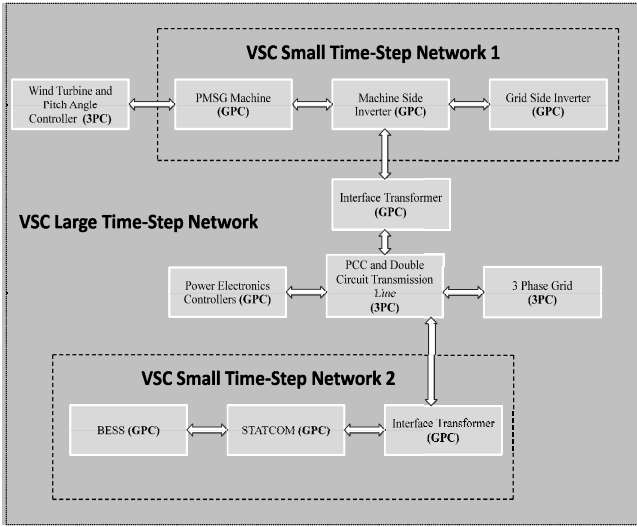 VSC Small Time-Step Network 1
Wind Turbine and
Pitch Angle
Controller (3PC)
PMSG Machine
(GPC)
Machine Side
Inverter (GPC)
Grid Side Inverter
(GPC)
Interface Transformer
(GPC)
VSC Large Time-Step Network
Power Electronics
Controllers (GPC)
PCC and Double
Circuit Transmission
Line
(3PC)
3 Phase Grid
(3PC)
VSC Small Time-Step Network 2
BESS (GPC)
STATCOM (GPC)
Interface Transformer
(GPC)